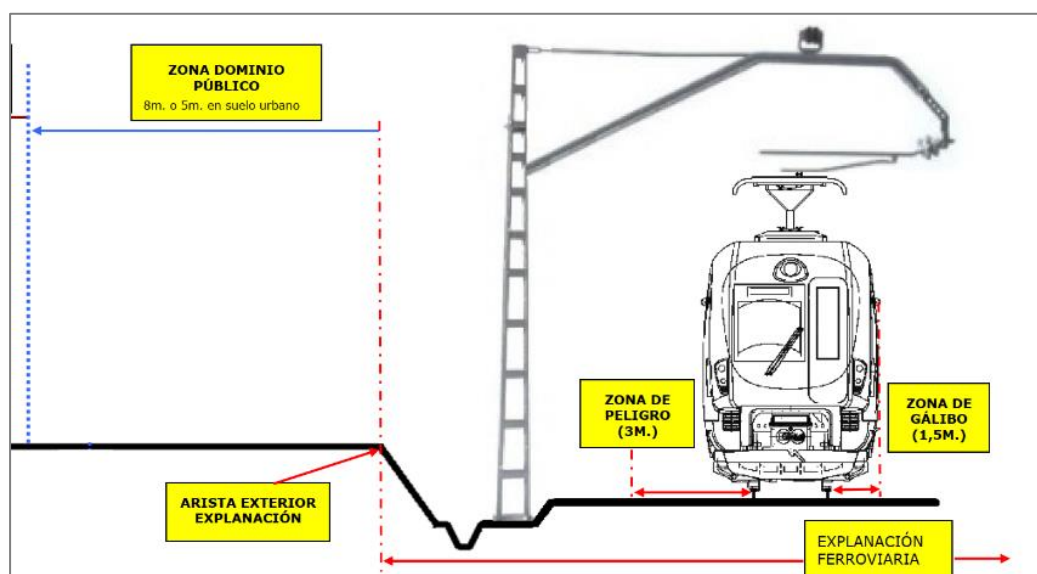 ZONA DOMINIO
PÚBLICO
8m. o 5m. en suelo urbano
ZONA DE
PELIGRO
(3M.)
ZONA DE
GÁLIBO
(1,5M.)
ARISTA EXTERIOR
EXPLANACIÓN
EXPLANACIÓN
FERROVIARIA